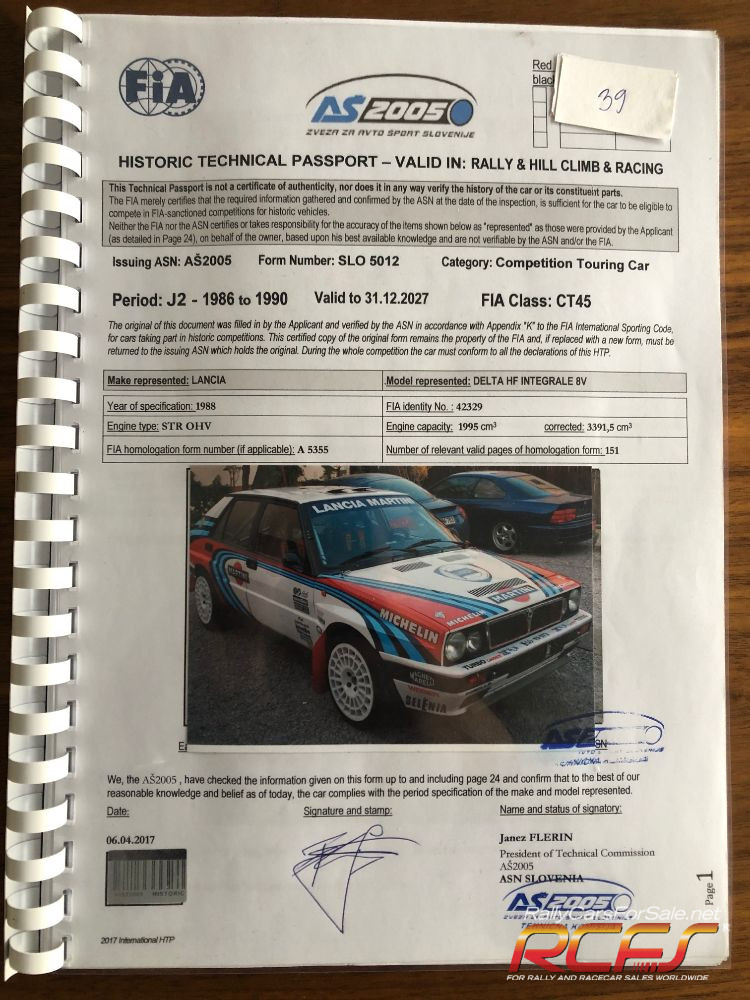 FiA
AŠ 2005
ZVEZA ZA AVTO SPORT SLOVENIJE
Red
blac
39
HISTORIC TECHNICAL PASSPORT – VALID IN: RALLY & HILL CLIMB & RACING
This Technical Passport is not a certificate of authenticity, nor does it in any way verify the history of the car or its constituent parts.
The FIA merely certifies that the required information gathered and confirmed by the ASN at the date of the inspection, is sufficient for the car to be eligible to
compete in FIA-sanctioned competitions for historic vehicles.
Neither the FIA nor the ASN certifies or takes responsibility for the accuracy of the items shown below as "represented" as those were provided by the Applicant
(as detailed in Page 24), on behalf of the owner, based upon his best available knowledge and are not verifiable by the ASN and/or the FIA.
Issuing ASN: AŠ2005 Form Number: SLO 5012 Category: Competition Touring Car
Period: J2 - 1986 to 1990 Valid to 31.12.2027 FIA Class: CT45
The original of this document was filled in by the Applicant and verified by the ASN in accordance with Appendix "K" to the FIA International Sporting Code,
for cars taking part in historic competitions. This certified copy of the original form remains the property of the FIA and, if replaced with a new form, must be
returned to the issuing ASN which holds the original. During the whole competition the car must conform to all the declarations of this HTP.
Make represented: LANCIA Model represented: DELTA HF INTEGRALE 8V
Year of specification: 1988 FIA identity No. : 42329
Engine type: STR OHV Engine capacity: 1995 cm³ corrected: 3391,5 cm³
FIA homologation form number (if applicable): A 5355 Number of relevant valid pages of homologation form: 151
LANCIA MARTINI
MARTINI
MARTINI
MICHELIN
MICHELIN
TURBO
MAGNETI
MARELLI
WEBER
SELENIA
We, the AŠ2005 , have checked the information given on this form up to and including page 24 and confirm that to the best of our
reasonable knowledge and belief as of today, the car complies with the period specification of the make and model represented.
Date: Signature and stamp: Name and status of signatory:
06.04.2017
Janez FLERIN
President of Technical Commission
AŠ2005
ASN SLOVENIA
HISTORIC
AŠ 2005
Page 1
2017 International HTP
RallyCarsForSale.net
RCFS
FOR RALLY AND RACECAR SALES WORLDWIDE